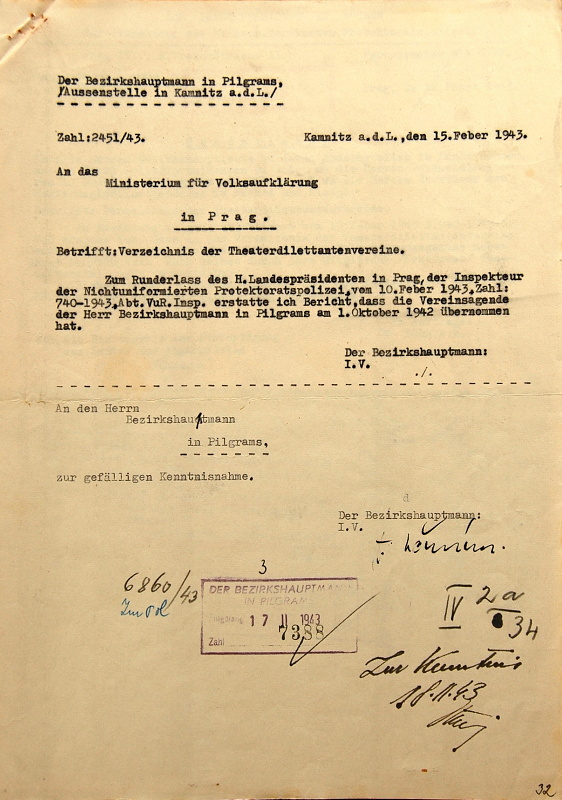 Der Bezirkshauptmann in Pilgrams,
/Aussenstelle in Kamnitz a.d.L./
Zahl:2451/43.
Kamnitz a.d.L.,den 15.Feber 1943.
An das
Ministerium für Volksaufklärung
in Prag.
Betrifft:Verzeichnis der Theaterdilettantenvereine.
Zum Runderlass des H.Landespräsidenten in Prag,der Inspekteur
der Nichtuniformierten Protektoratspolizei,vom 10.Feber 1943,Zahl:
740-1943,Abt.VuR.Insp. erstatte ich Bericht,dass die Vereinsagende
der Herr Bezirkshauptmann in Pilgrams am 1.Oktober 1942 übernommen
hat.
Der Bezirkshauptmann:
I.V.
./.
An den Herrn
Bezirkshauptmann
in Pilgrams,
zur gefälligen Kenntnisnahme.
d
Der Bezirkshauptmann:
I.V.
3
6860/43
DER BEZIRKSHAUPTMANN
IN PILGRAM
17 II 1943
Zahl 7388
IV 2a
34
Zur Kenntnis
18.II.43
32